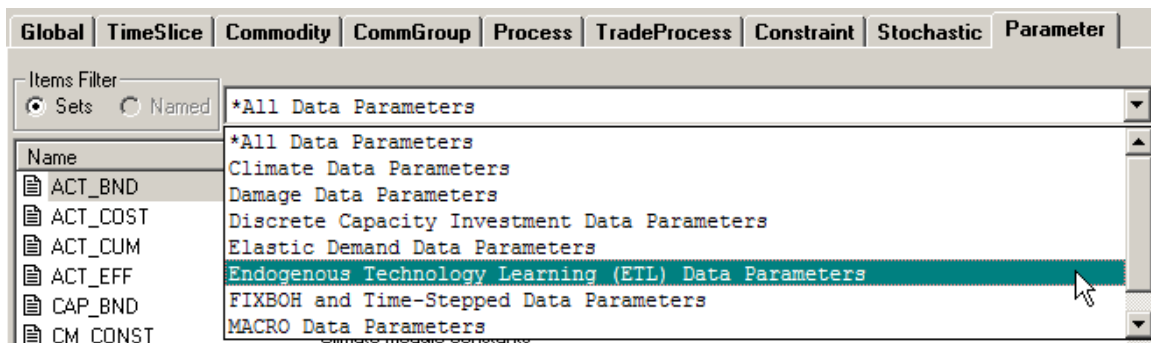 Global TimeSlice Commodity CommGroup Process TradeProcess Constraint Stochastic Parameter
Items Filter
Sets Named *All Data Parameters
*All Data Parameters
Name
Climate Data Parameters
ACT_BND
Damage Data Parameters
ACT_COST
Discrete Capacity Investment Data Parameters
ACT_CUM
Elastic Demand Data Parameters
ACT_EFF
Endogenous Technology Learning (ETL) Data Parameters
CAP_BND
FIXBOH and Time-Stepped Data Parameters
CM_CONST
MACRO Data Parameters